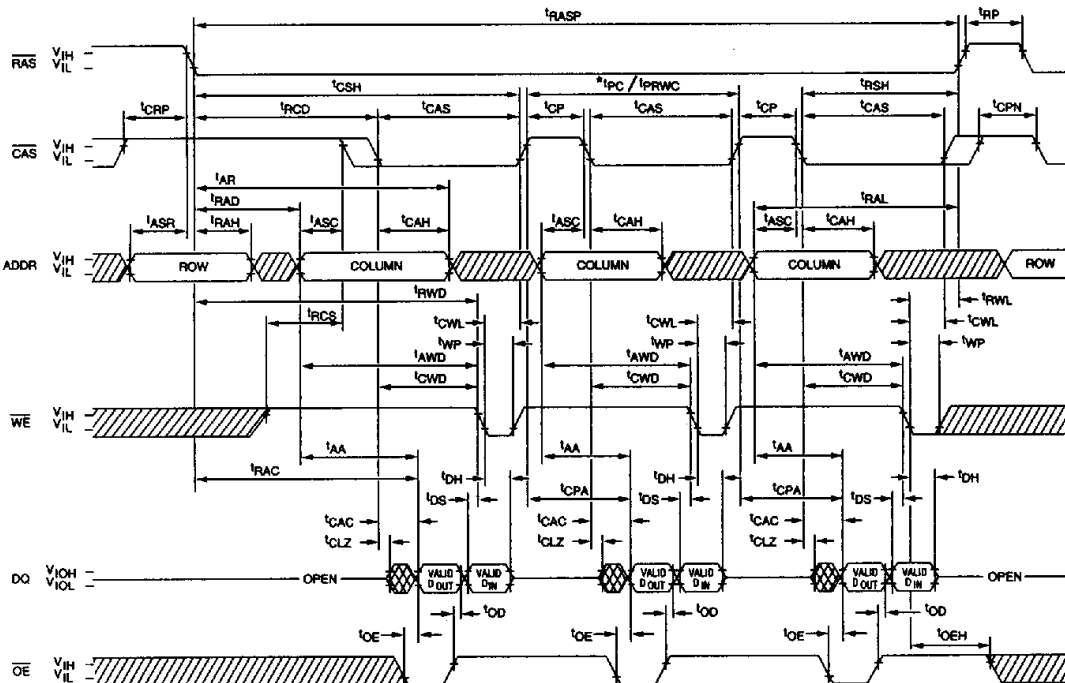 tRASP tRP
RAS VIH
VIL
tCSH *tPC / tPRWC tRSH
tCRP tRCD tCAS tCP tCAS tCP tCAS tCPN
CAS VIH
VIL
tAR
tRAD tRAL
tASR tRAH tASC tCAH tASC tCAH tASC tCAH
ADDR VIH
VIL ROW COLUMN COLUMN COLUMN ROW
tRWD tRWL
tRCS tCWL tCWL tCWL
tWP tWP tWP
tAWD tAWD tAWD
tCWD tCWD tCWD
WE VIH
VIL
tAA tAA tAA
tRAC tDH tDH tDH
tDS tCPA tDS tCPA tDS
tCAC tCAC tCAC
tCLZ tCLZ tCLZ
DQ VIOH
VIOL OPEN VALID DOUT VALID DIN VALID DOUT VALID DIN VALID DOUT VALID DIN OPEN
tOD tOD tOD
tOE tOE tOE tOEH
OE VIH
VIL